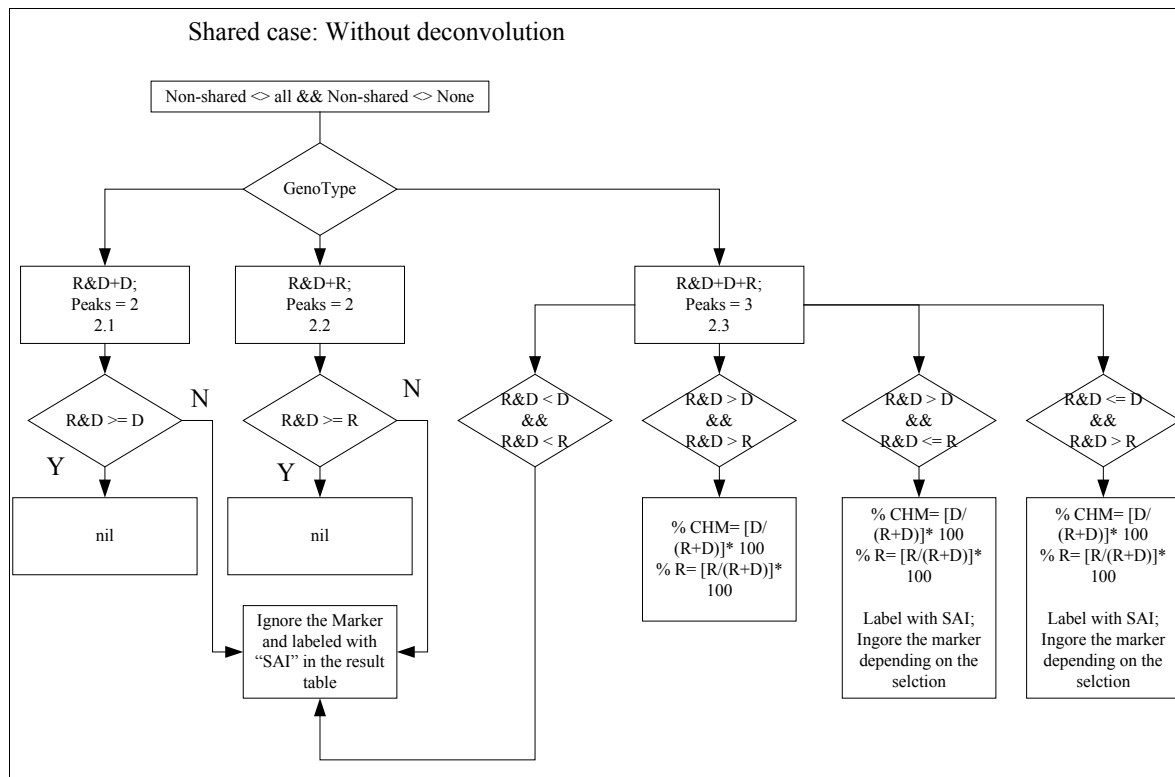 Shared case: Without deconvolution
Non-shared <> all && Non-shared <> None
GenoType
R&D+D;
Peaks = 2
2.1
R&D+R;
Peaks = 2
2.2
R&D+D+R;
Peaks = 3
2.3
R&D >= D
N
Y
R&D >= R
N
Y
R&D < D
&&
R&D < R
R&D > D
&&
R&D > R
R&D > D
&&
R&D <= R
R&D <= D
&&
R&D > R
nil
nil
% CHM= [D/
(R+D)]* 100
% R= [R/(R+D)]*
100
% CHM= [D/
(R+D)]* 100
% R= [R/(R+D)]*
100
Label with SAI;
Ingore the marker
depending on the
selction
% CHM= [D/
(R+D)]* 100
% R= [R/(R+D)]*
100
Label with SAI;
Ingore the marker
depending on the
selction
Ignore the Marker
and labeled with
“SAI” in the result
table